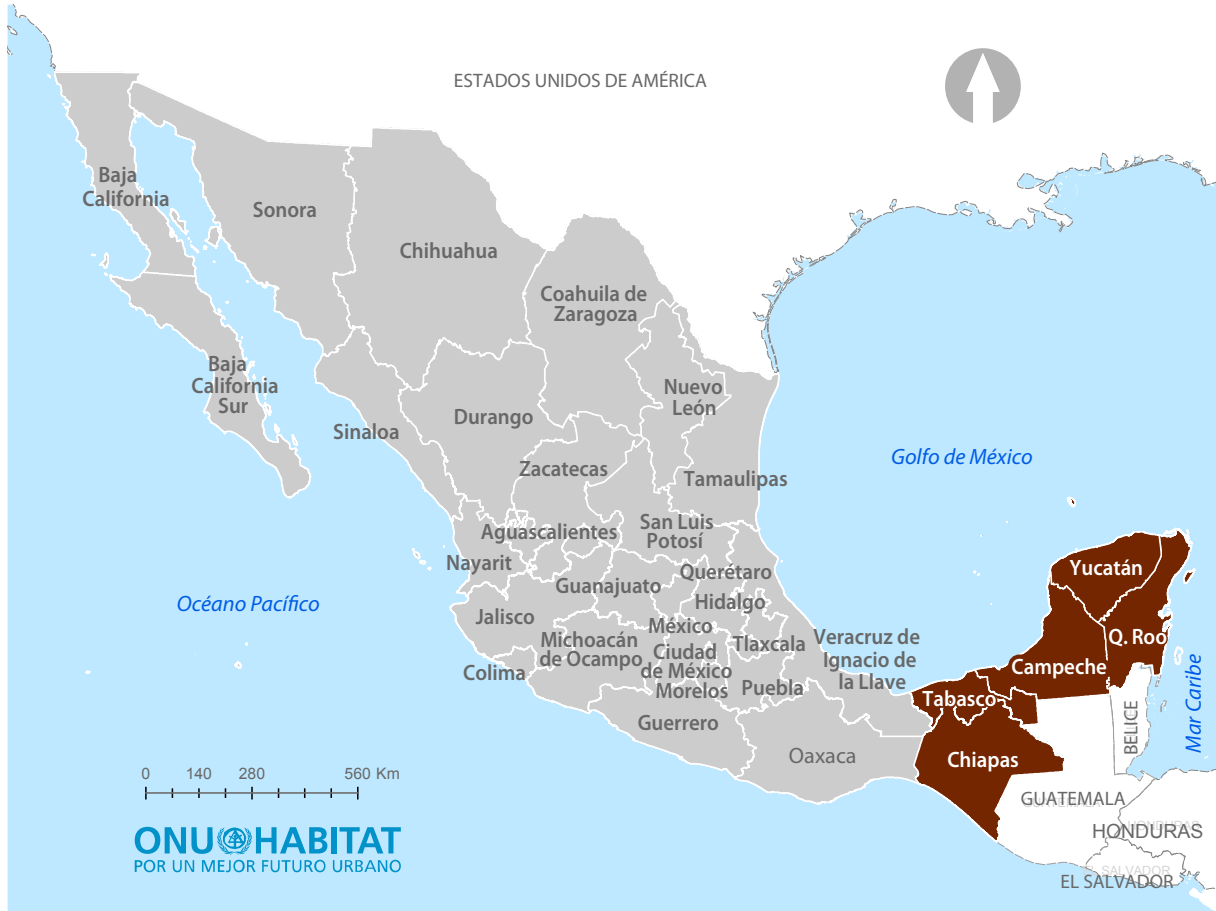 ESTADOS UNIDOS DE AMÉRICA
Baja
California
Sonora
Chihuahua
Coahuila de
Zaragoza
Baja
California
Sur
Nuevo
León
Durango
Sinaloa
Golfo de México
Zacatecas
Tamaulipas
San Luis
Potosí
Aguascalientes
Nayarit
Querétaro
Yucatán
Guanajuato
Hidalgo
Océano Pacífico
Jalisco
México
Michoacán
de Ocampo
Tlaxcala
Veracruz de
Ignacio de
la Llave
Q. Roo
Ciudad
de México
Campeche
Colima
Morelos
Puebla
Tabasco
Mar Caribe
Guerrero
BELICE
Oaxaca
Chiapas
0 140 280 560 Km
GUATEMALA
GUATEMALA
HONDURAS
HONDURAS
ONU HABITAT
POR UN MEJOR FUTURO URBANO
EL SALVADOR
EL SALVADOR